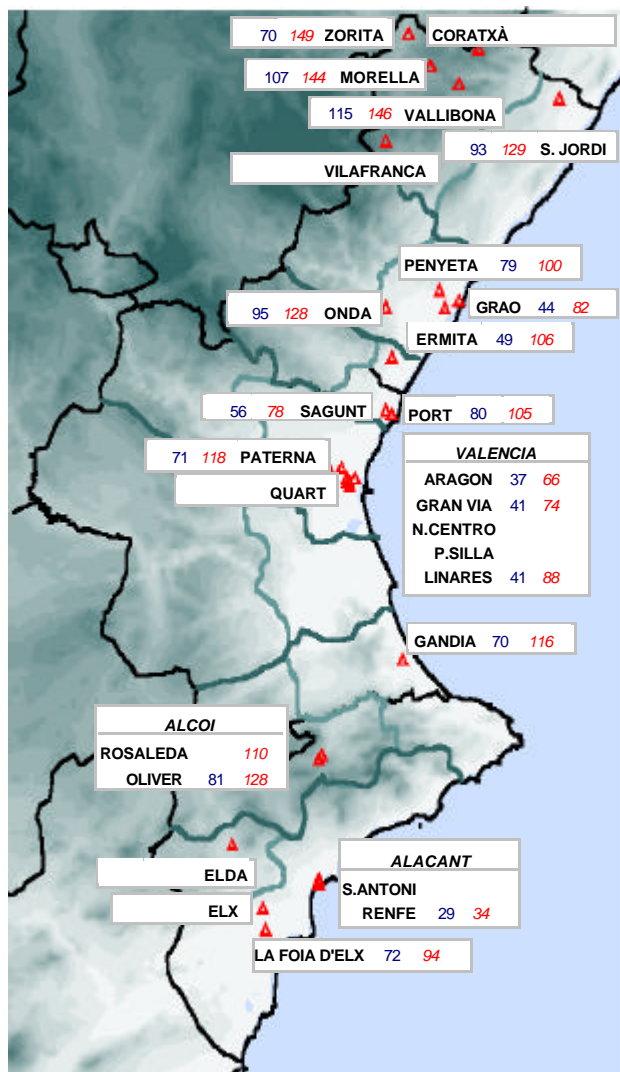 70 149 ZORITA
CORATXÀ
107 144 MORELLA
115 146 VALLIBONA
93 129 S. JORDI
VILAFRANCA
PENYETA 79 100
95 128 ONDA
GRAO 44 82
ERMITA 49 106
56 78 SAGUNT
PORT 80 105
71 118 PATERNA
QUART
VALENCIA
ARAGON 37 66
GRAN VIA 41 74
N.CENTRO
P.SILLA
LINARES 41 88
GANDIA 70 116
ALCOI
ROSALEDA 110
OLIVER 81 128
ELDA
ELX
ALACANT
S.ANTONI
RENFE 29 34
LA FOIA D'ELX 72 94